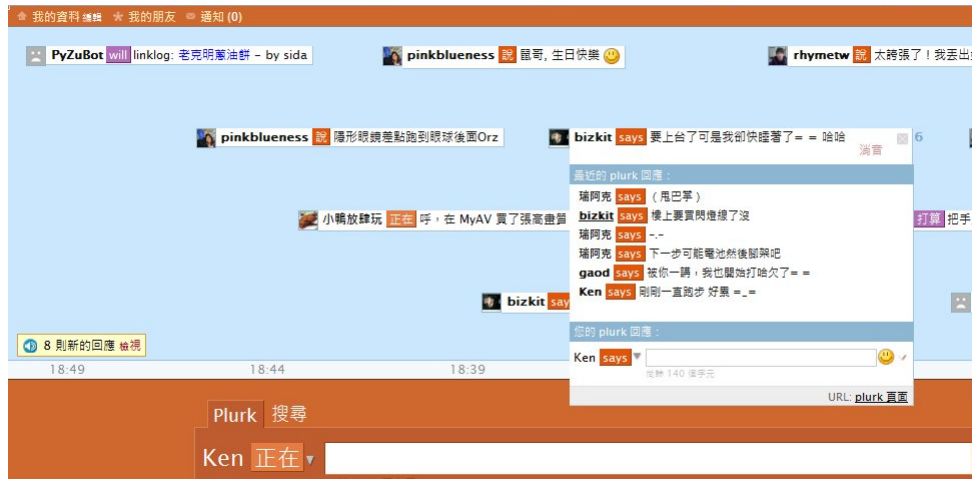 我的資料 編輯 我的朋友 通知 (0)
PyZuBot will linklog: 老克明蔥油餅 - by sida
pinkblueness 說 鼠哥, 生日快樂
rhymetw 說 太誇張了！我丟出
pinkblueness 說 隱形眼鏡差點跑到眼球後面Orz
bizkit says 要上台了可是我卻快睡著了= = 哈哈 6
消音
最近的 plurk 回應：
瑞阿克 says （甩巴掌）
bizkit says 樓上要買閃燈線了沒
瑞阿克 says -.-
瑞阿克 says 下一步可能電池然後腳架吧
gaod says 被你一講，我也開始打哈欠了= =
Ken says 剛剛一直跑步 好累 =_=
小鴨放肆玩 正在 呼，在 MyAV 買了張高畫質
打算 把手
bizkit say
您的 plurk 回應：
Ken says
尚餘 140 個字元
URL: plurk 頁面
8 則新的回應 檢視
18:49 18:44 18:39
Plurk 搜尋
Ken 正在